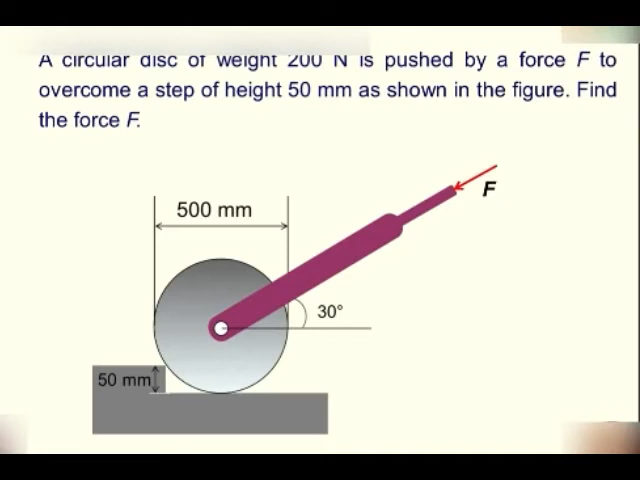 A circular disc of weight 200 N is pushed by a force F to
overcome a step of height 50 mm as shown in the figure. Find
the force F.
F
500 mm
30°
50 mm